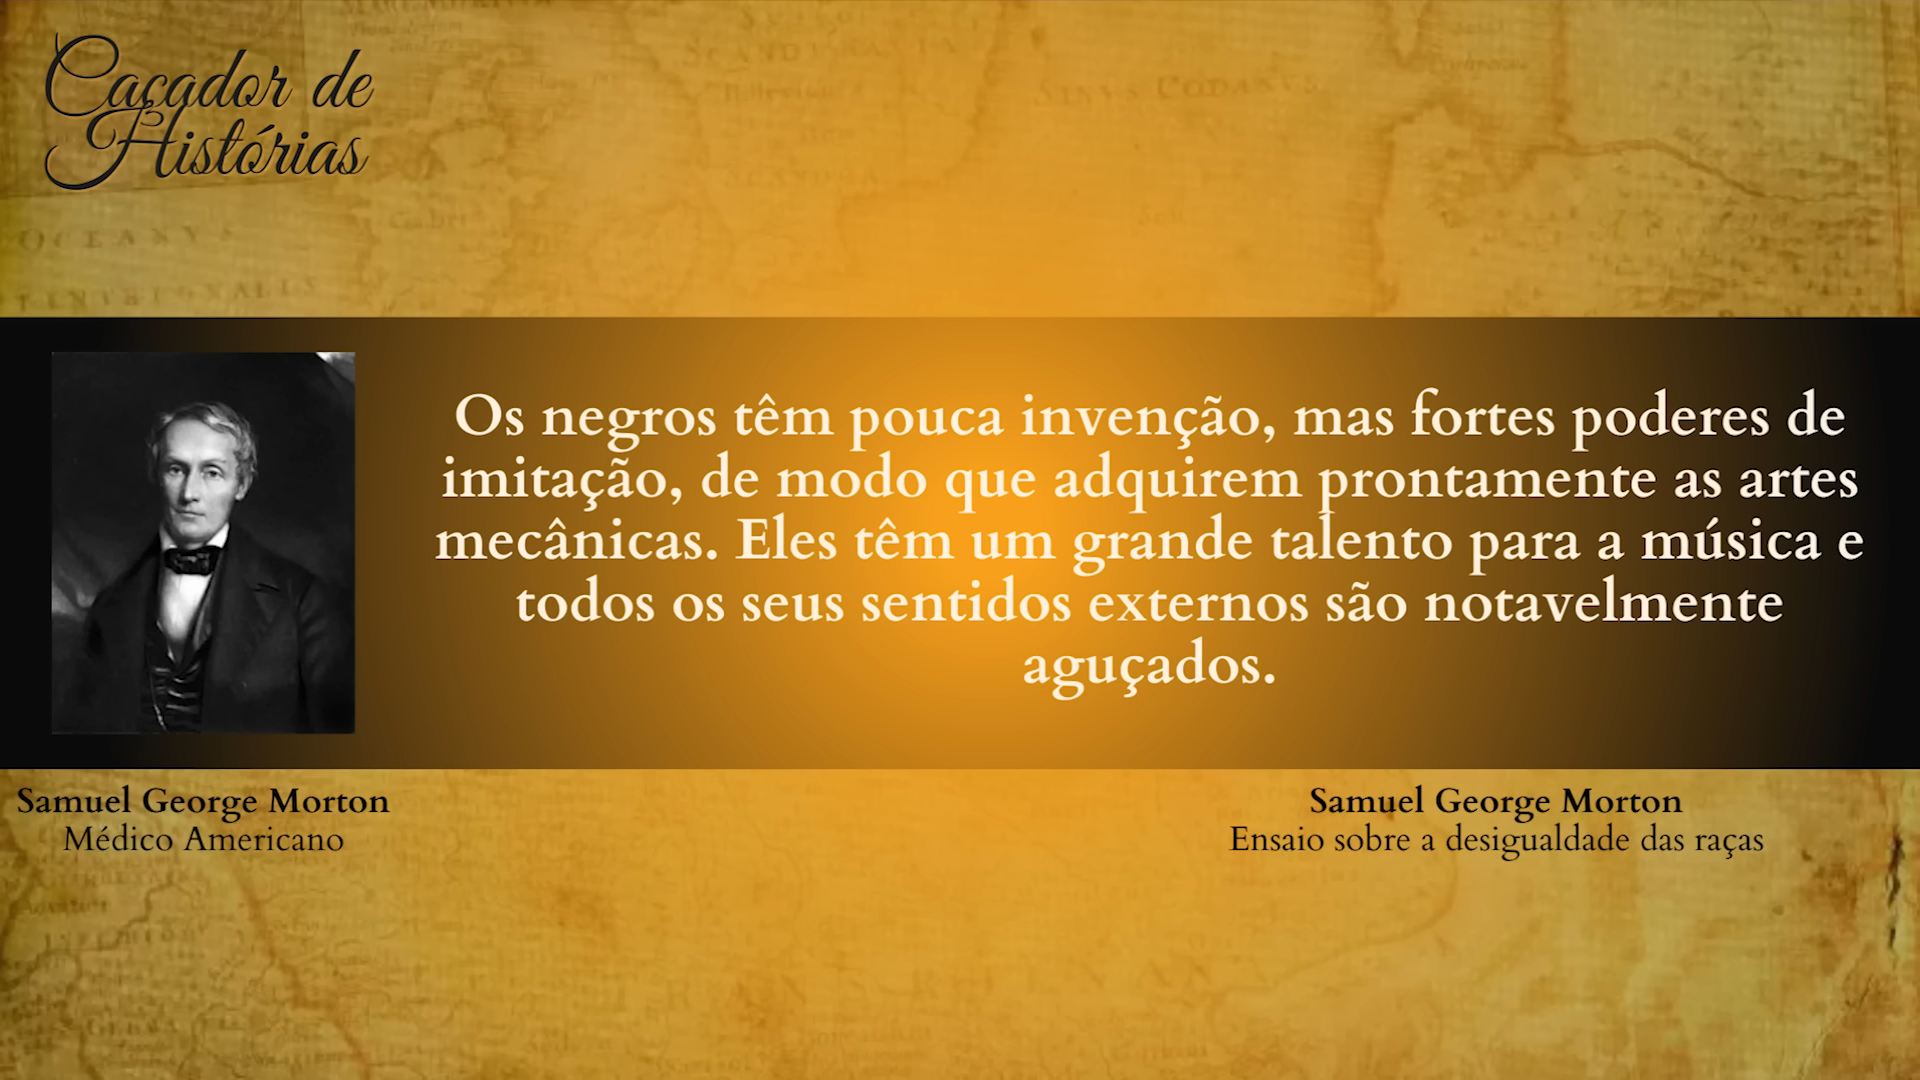 Caçador de
Histórias
Os negros têm pouca invenção, mas fortes poderes de
imitação, de modo que adquirem prontamente as artes
mecânicas. Eles têm um grande talento para a música e
todos os seus sentidos externos são notavelmente
aguçados.
Samuel George Morton
Médico Americano
Samuel George Morton
Ensaio sobre a desigualdade das raças